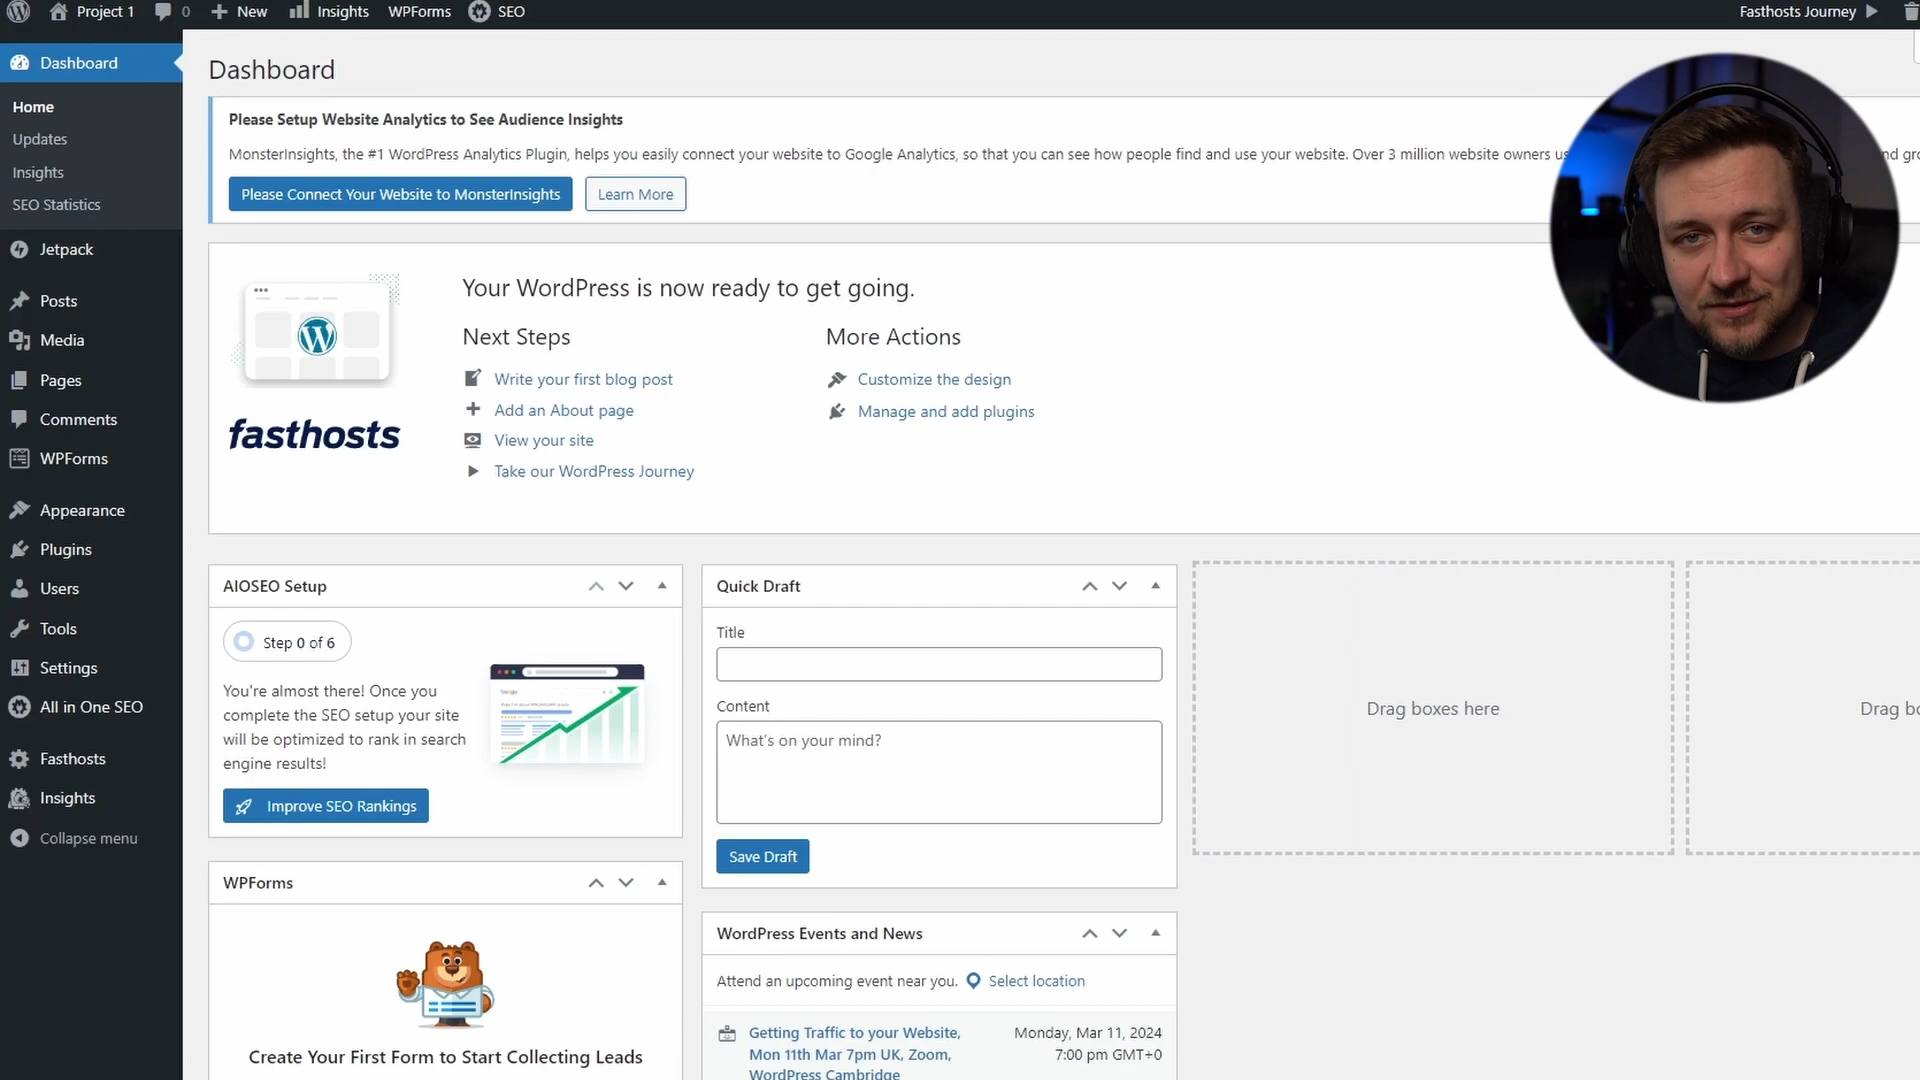 Project 1
0
New
Insights
WPForms
SEO
Fasthosts Journey
Dashboard
Home
Updates
Insights
SEO Statistics
Jetpack
Posts
Media
Pages
Comments
WPForms
Appearance
Plugins
Users
Tools
Settings
All in One SEO
Fasthosts
Insights
Collapse menu
Dashboard
Please Setup Website Analytics to See Audience Insights
MonsterInsights, the #1 WordPress Analytics Plugin, helps you easily connect your website to Google Analytics, so that you can see how people find and use your website. Over 3 million website owners
Please Connect Your Website to MonsterInsights
Learn More
fasthosts
Your WordPress is now ready to get going.
Next Steps
Write your first blog post
Add an About page
View your site
Take our WordPress Journey
More Actions
Customize the design
Manage and add plugins
AIOSEO Setup
Step 0 of 6
You're almost there! Once you
complete the SEO setup your site
will be optimized to rank in search
engine results!
Improve SEO Rankings
WPForms
Create Your First Form to Start Collecting Leads
Quick Draft
Title
Content
What's on your mind?
Save Draft
WordPress Events and News
Attend an upcoming event near you.
Select location
Getting Traffic to your Website,
Mon 11th Mar 7pm UK, Zoom,
WordPress Cambridge
Monday, Mar 11, 2024
7:00 pm GMT+0
Drag boxes here
Drag